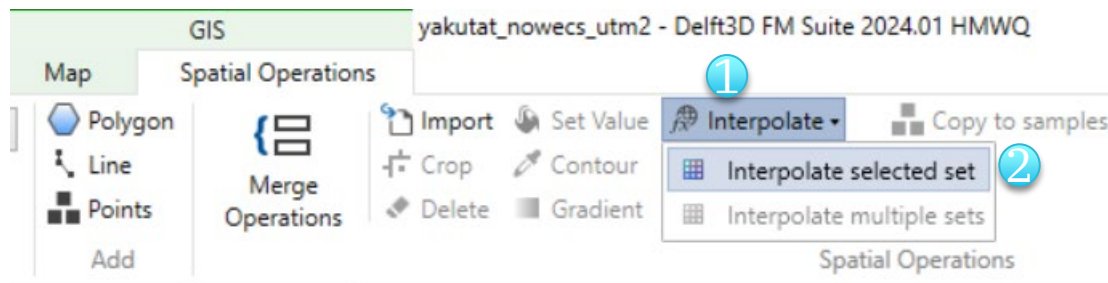 GIS
yakutat_nowecs_utm2 - Delft3D FM Suite 2024.01 HMWQ
Map Spatial Operations
1
Polygon Import Set Value Interpolate Copy to samples
Line Crop Contour Interpolate selected set 2
Merge
Operations
Points Delete Gradient Interpolate multiple sets
Add Spatial Operations